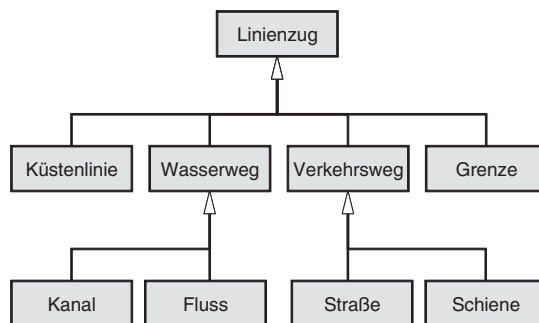 Linienzug
Küstenlinie
Wasserweg
Verkehrsweg
Grenze
Kanal
Fluss
Straße
Schiene